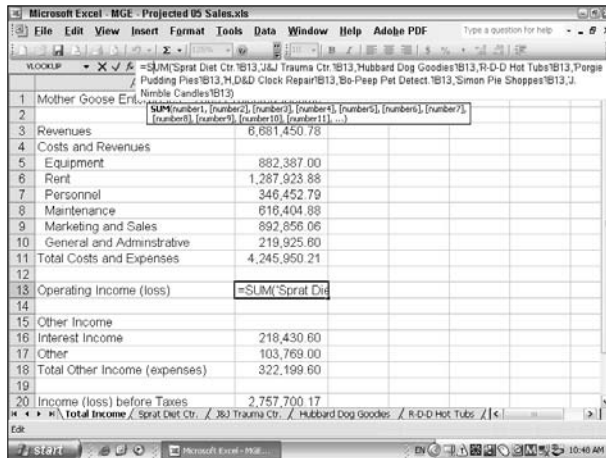 Microsoft Excel - MGE - Projected 05 Sales.xls
File Edit View Insert Format Tools Data Window Help Adobe PDF Type a question for help
VLOOKUP =SUM('Sprat Diet Ctr.'!B13,'J&J Trauma Ctr.'!B13,'Hubbard Dog Goodies'!B13,'R-D-D Hot Tubs'!B13,'Porgie
Pudding Pies'!B13,'H,D&D Clock Repair'!B13,'Bo-Peep Pet Detect.'!B13,'Simon Pie Shoppes'!B13,'J.
Nimble Candles'!B13)
1 Mother Goose
SUM(number1, [number2], [number3], [number4], [number5], [number6], [number7],
[number8], [number9], [number10], [number11], ...)
2
3 Revenues 6,681,450.78
4 Costs and Revenues
5 Equipment 882,387.00
6 Rent 1,287,923.88
7 Personnel 346,452.79
8 Maintenance 616,404.88
9 Marketing and Sales 892,856.06
10 General and Adminstrative 219,925.60
11 Total Costs and Expenses 4,245,950.21
12
13 Operating Income (loss) =SUM('Sprat Die
14
15 Other Income
16 Interest Income 218,430.60
17 Other 103,769.00
18 Total Other Income (expenses) 322,199.60
19
20 Income (loss) before Taxes 2,757,700.17
Total Income / Sprat Diet Ctr. / J&J Trauma Ctr. / Hubbard Dog Goodies / R-D-D Hot Tubs /
Edit
start Microsoft Excel - MGE... EN 10:48 AM